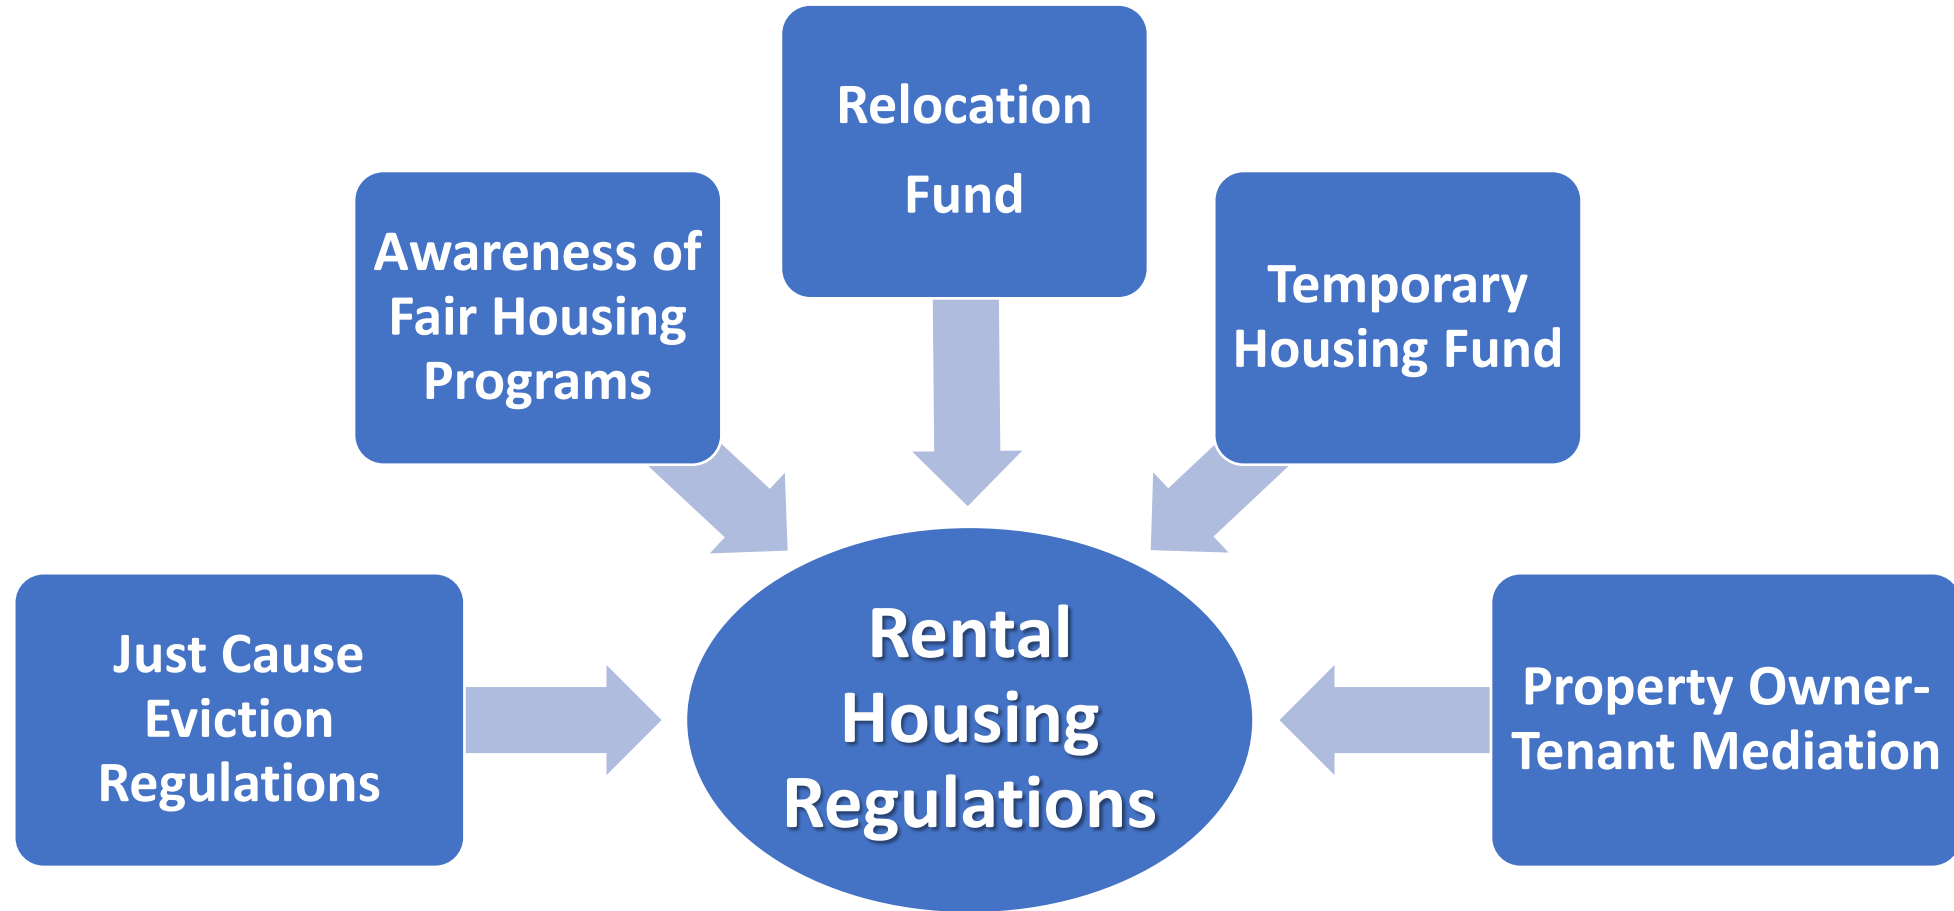 Relocation
Fund
Awareness of
Fair Housing
Programs
Temporary
Housing Fund
Just Cause
Eviction
Regulations
Rental
Housing
Regulations
Property Owner-
Tenant Mediation